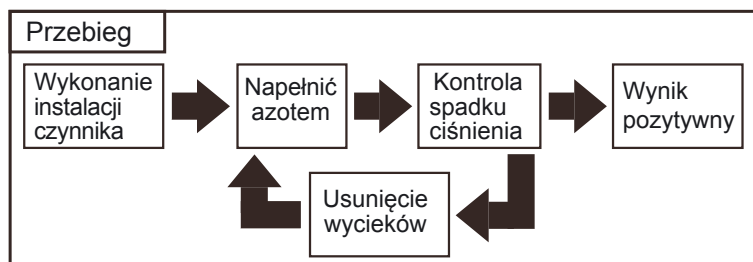 Przebieg
Wykonanie
instalacji
czynnika
Napełnić
azotem
Kontrola
spadku
ciśnienia
Wynik
pozytywny
Usunięcie
wycieków